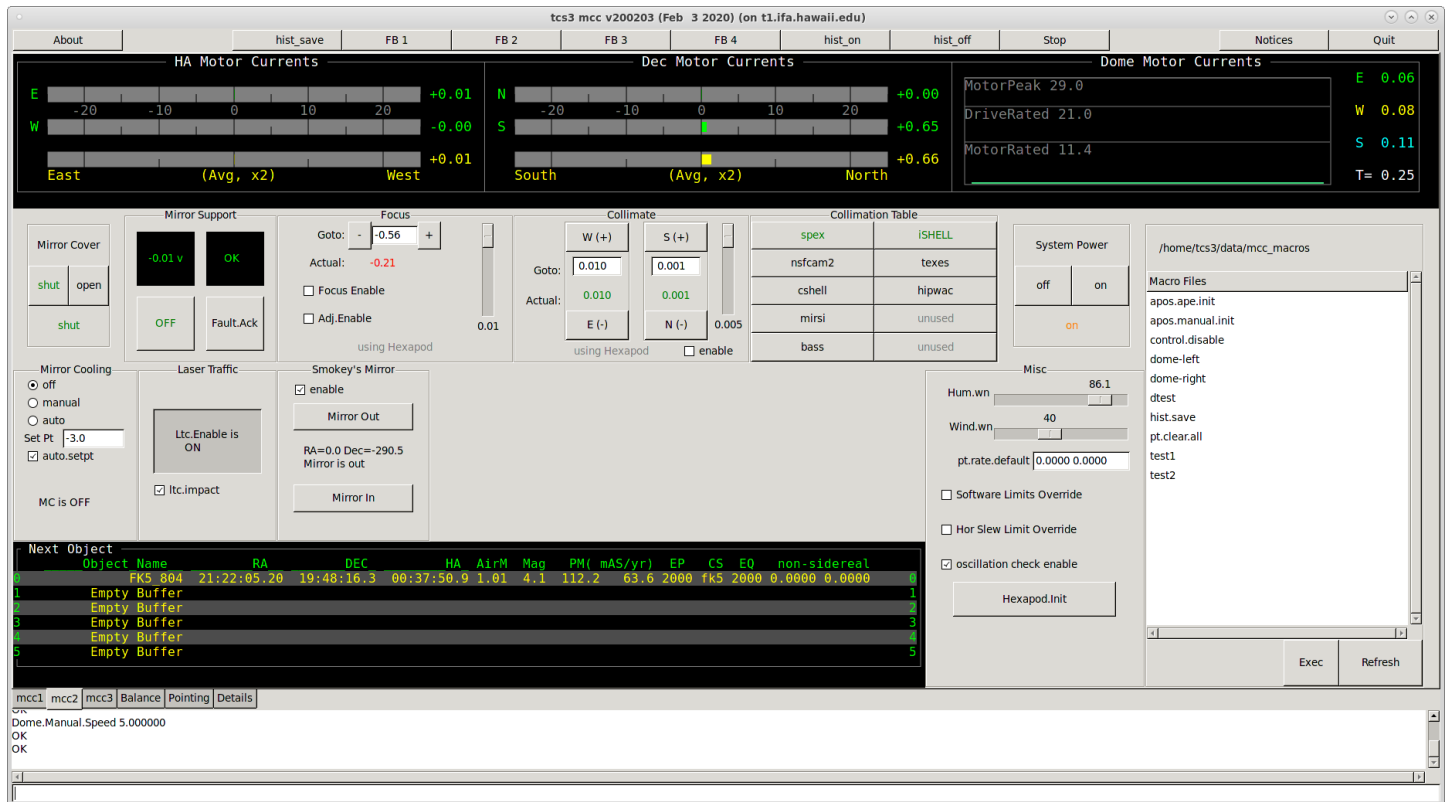 tcs3 mcc v200203 (Feb  3 2020) (on t1.ifa.hawaii.edu)
About hist_save FB 1 FB 2 FB 3 FB 4 hist_on hist_off Stop Notices Quit
HA Motor Currents
E +0.01
-20 -10 0 10 20
W -0.00
+0.01
East (Avg, x2) West
Dec Motor Currents
N +0.00
-20 -10 0 10 20
S +0.65
+0.66
South (Avg, x2) North
Dome Motor Currents
MotorPeak 29.0
DriveRated 21.0
MotorRated 11.4
E 0.06
W 0.08
S 0.11
T= 0.25
Mirror Cover
shut open
shut
Mirror Support
-0.01 v OK
OFF Fault.Ack
Focus
Goto: - -0.56 +
Actual: -0.21
Focus Enable
Adj.Enable
0.01
using Hexapod
Collimate
W (+) S (+)
Goto: 0.010 0.001
Actual: 0.010 0.001
E (-) N (-) 0.005
using Hexapod enable
Collimation Table
spex iSHELL
nsfcam2 texes
cshell hipwac
mirsi unused
bass unused
System Power
off on
on
/home/tcs3/data/mcc_macros
Macro Files
apos.ape.init
apos.manual.init
control.disable
dome-left
dome-right
dtest
hist.save
pt.clear.all
test1
test2
Exec Refresh
Mirror Cooling
off
manual
auto
Set Pt -3.0
auto.setpt
MC is OFF
Laser Traffic
Ltc.Enable is
ON
ltc.impact
Smokey's Mirror
enable
Mirror Out
RA=0.0 Dec=-290.5
Mirror is out
Mirror In
Misc
Hum.wn 86.1
Wind.wn 40
pt.rate.default 0.0000 0.0000
Software Limits Override
Hor Slew Limit Override
oscillation check enable
Hexapod.Init
Next Object
Object_Name RA DEC HA AirM Mag PM( mAS/yr) EP CS EQ non-sidereal
0 FK5_804 21:22:05.20 19:48:16.3 00:37:50.9 1.01 4.1 112.2 63.6 2000 fk5 2000 0.0000 0.0000 0
1 Empty Buffer 1
2 Empty Buffer 2
3 Empty Buffer 3
4 Empty Buffer 4
5 Empty Buffer 5
mcc1 mcc2 mcc3 Balance Pointing Details
OK
Dome.Manual.Speed 5.000000
OK
OK